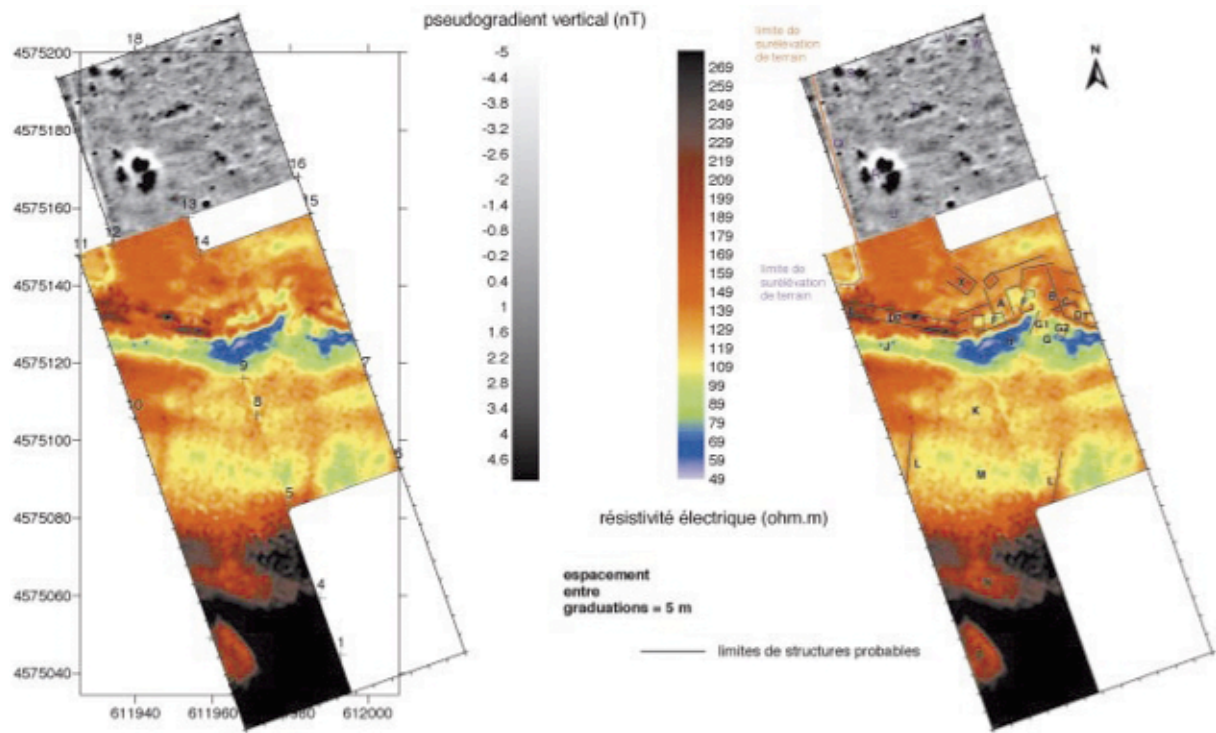 pseudogradient vertical (nT)
limite de
surélevation
de terrain
N
4575200
4575180
4575160
4575140
4575120
4575100
4575080
4575060
4575040
611940
611960
612000
18
16
15
13
14
12
11
10
9
8
7
6
5
4
1
-5
-4.4
-4
-3.2
-2.6
-2
-1.4
-0.8
-0.2
0.4
1
1.6
2.2
2.8
3.4
4
4.6
269
259
249
239
229
219
209
199
189
179
169
159
149
139
129
119
109
99
89
79
69
59
49
limite de
surélévation
de terrain
X
A
B
C
F
F
D1
D2
G1
G2
G
J
K
L
M
L
résistivité électrique (ohm.m)
espacement
entre
graduations = 5 m
limites de structures probables